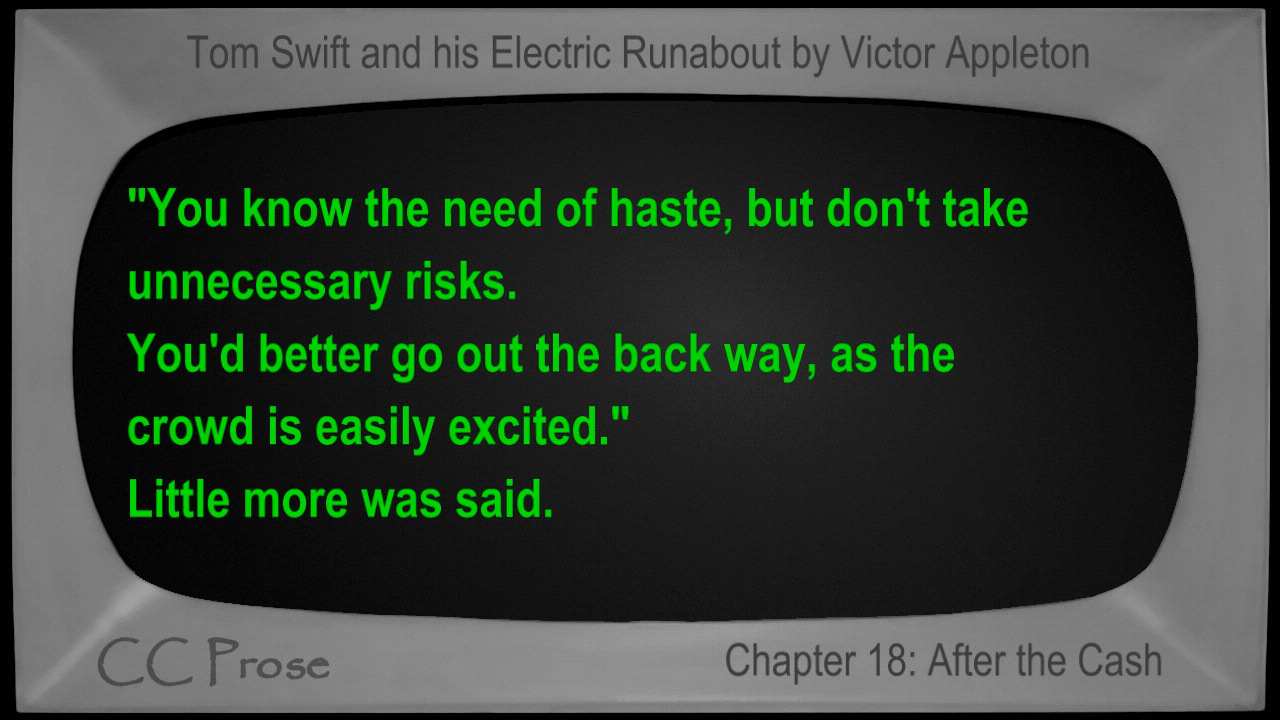 Tom Swift and his Electric Runabout by Victor Appleton
"You know the need of haste, but don't take
unnecessary risks.
You'd better go out the back way, as the
crowd is easily excited."
Little more was said.
CC Prose
Chapter 18: After the Cash